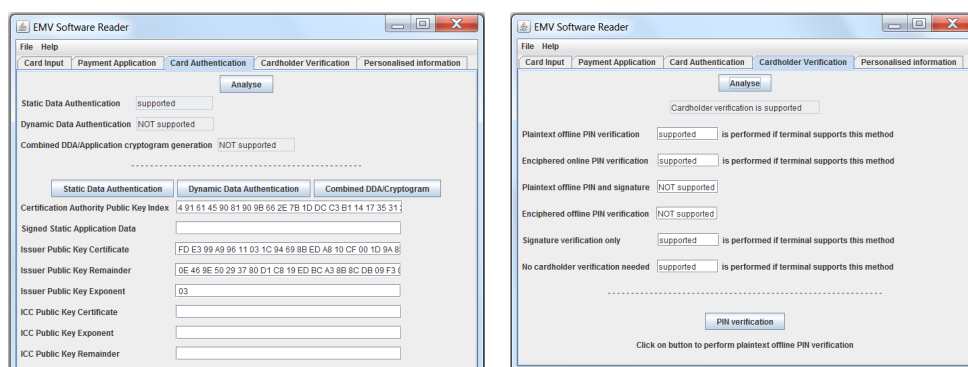 EMV Software Reader
File Help
Card Input Payment Application Card Authentication Cardholder Verification Personalised information
Analyse
Static Data Authentication supported
Dynamic Data Authentication NOT supported
Combined DDA/Application cryptogram generation NOT supported
Static Data Authentication Dynamic Data Authentication Combined DDA/Cryptogram
Certification Authority Public Key Index 4 91 61 45 90 81 90 9B 66 2E 7B 1D DC C3 B1 14 17 35 31
Signed Static Application Data
Issuer Public Key Certificate FD E3 99 A9 96 11 03 1C 94 69 8B ED A8 10 CF 00 1D 9A 8
Issuer Public Key Remainder 0E 46 9E 50 29 37 80 D1 C8 19 ED BC A3 8B 8C DB 09 F3
Issuer Public Key Exponent 03
ICC Public Key Certificate
ICC Public Key Exponent
ICC Public Key Remainder
EMV Software Reader
File Help
Card Input Payment Application Card Authentication Cardholder Verification Personalised information
Analyse
Cardholder verification is supported
Plaintext offline PIN verification supported is performed if terminal supports this method
Enciphered online PIN verification supported is performed if terminal supports this method
Plaintext offline PIN and signature NOT supported
Enciphered offline PIN verification NOT supported
Signature verification only supported is performed if terminal supports this method
No cardholder verification needed supported is performed if terminal supports this method
PIN verification
Click on button to perform plaintext offline PIN verification